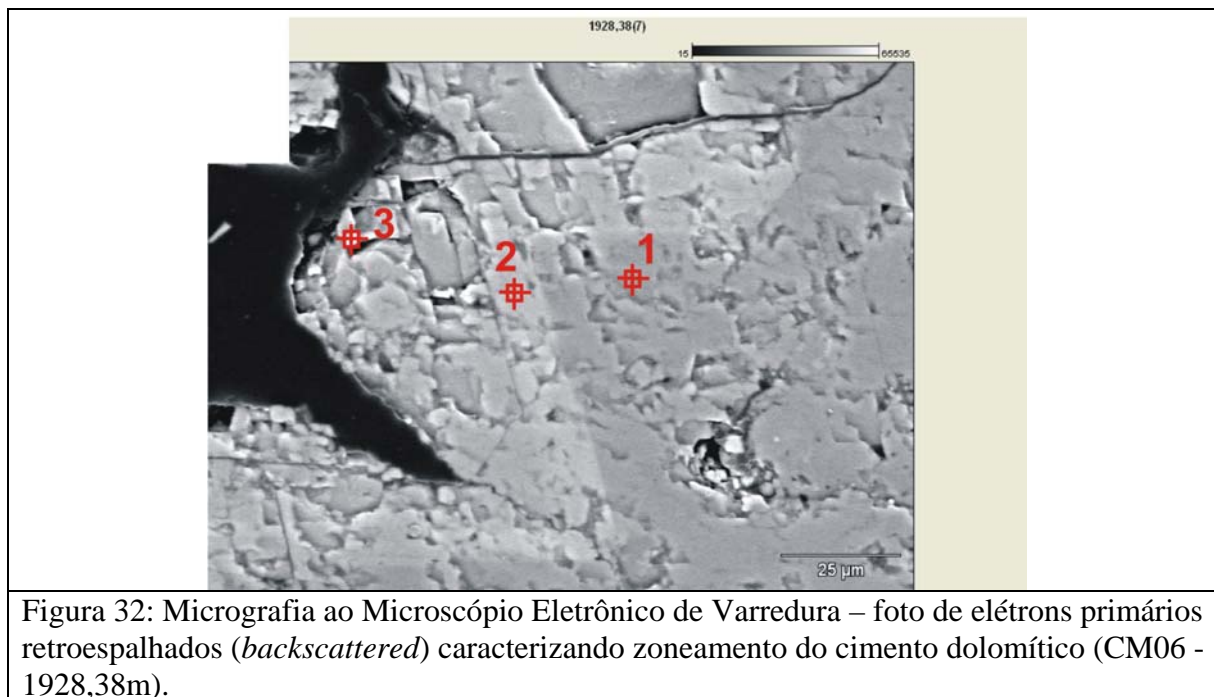 1928,38(7)
15 65535
3
2
1
25 µm
Figura 32: Micrografia ao Microscópio Eletrônico de Varredura – foto de elétrons primários
retroespalhados (backscattered) caracterizando zoneamento do cimento dolomítico (CM06 -
1928,38m).